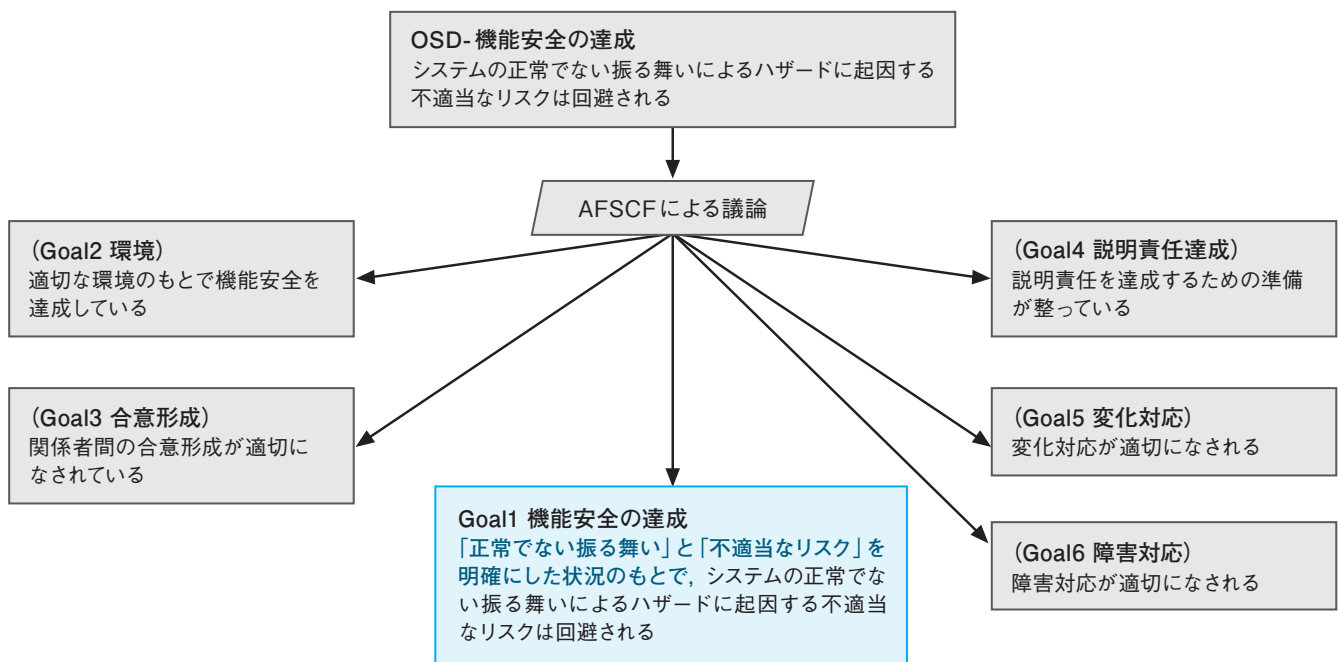 OSD-機能安全の達成
システムの正常でない振る舞いによるハザードに起因する
不適当なリスクは回避される
AFSCFによる議論
(Goal2 環境)
適切な環境のもとで機能安全を
達成している
(Goal4 説明責任達成)
説明責任を達成するための準備
が整っている
(Goal3 合意形成)
関係者間の合意形成が適切に
なされている
(Goal5 変化対応)
変化対応が適切になされる
Goal1 機能安全の達成
「正常でない振る舞い」と「不適当なリスク」を
明確にした状況のもとで, システムの正常でな
い振る舞いによるハザードに起因する不適当
なリスクは回避される
(Goal6 障害対応)
障害対応が適切になされる